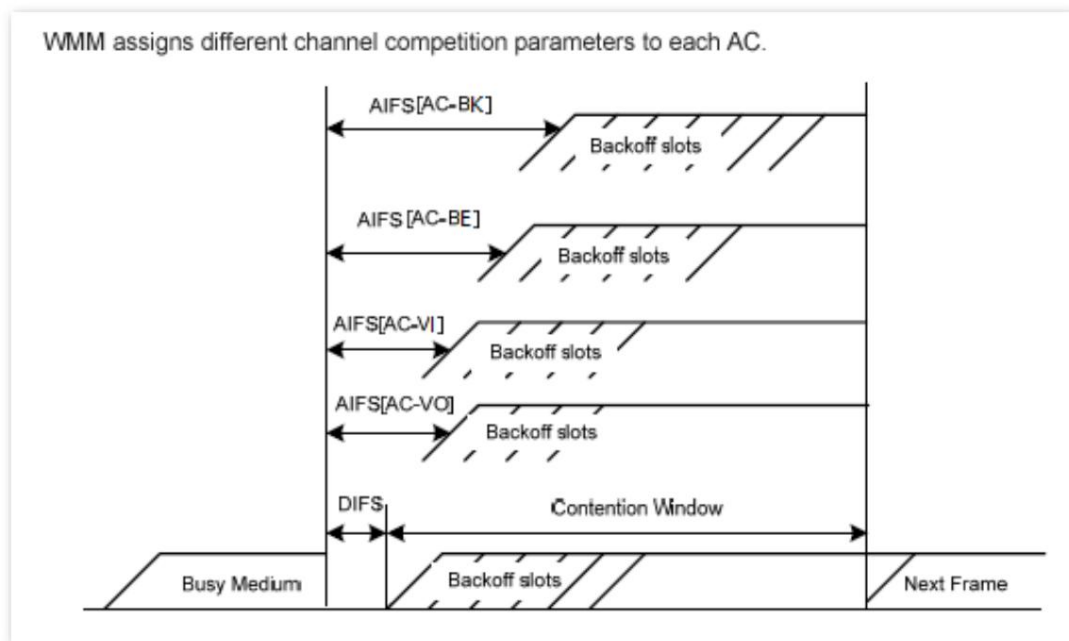 WMM assigns different channel competition parameters to each AC.
AIFS[AC-BK]
Backoff slots
AIFS [AC-BE]
Backoff slots
AIFS[AC-VI]
Backoff slots
AIFS[AC-VO]
Backoff slots
DIFS
Contention Window
Busy Medium
Backoff slots
Next Frame